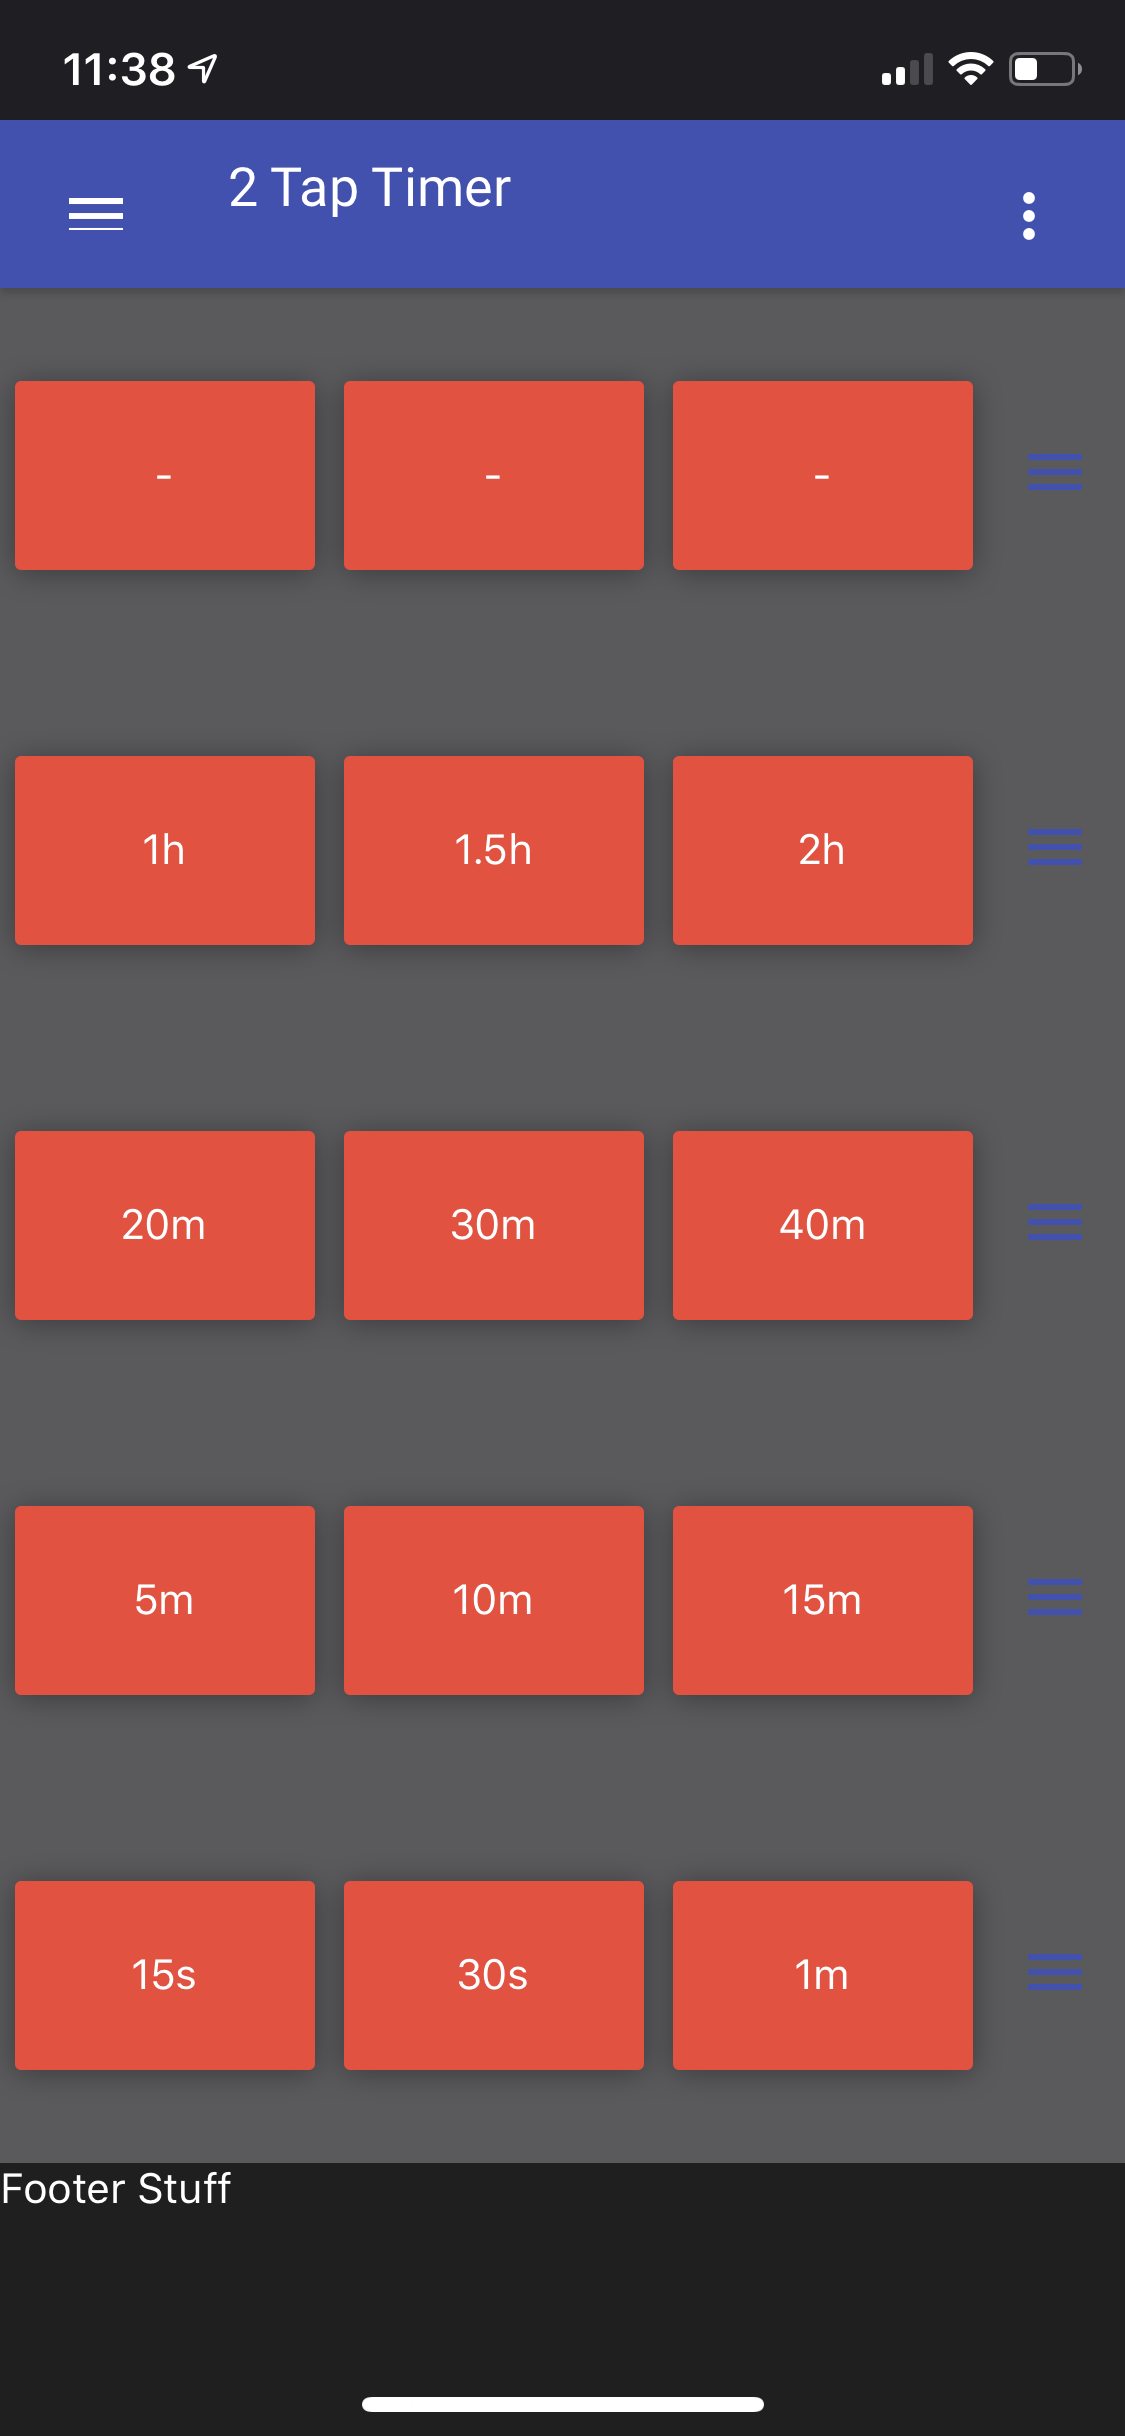 11:38
2 Tap Timer
- - -
1h 1.5h 2h
20m 30m 40m
5m 10m 15m
15s 30s 1m
Footer Stuff